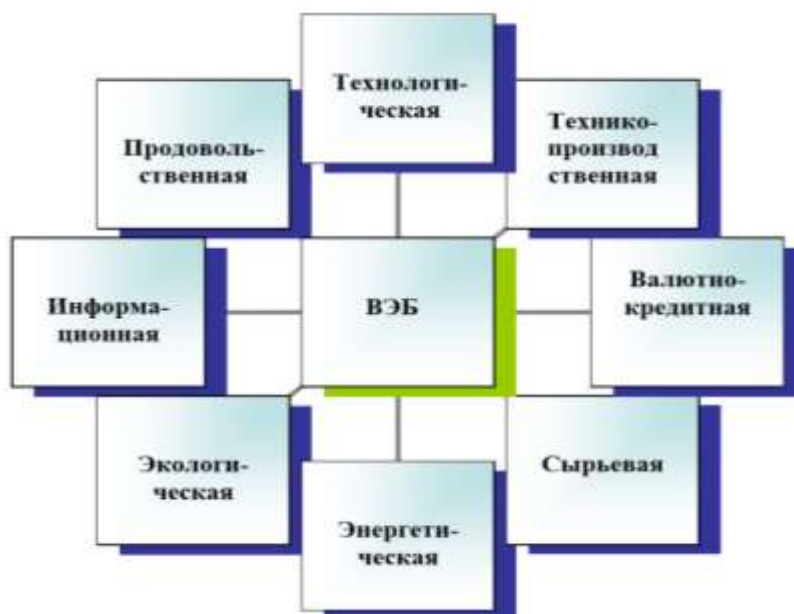 Технологи-
ческая
Продоволь-
ственная
Технико-
производ
ственная
Информа-
ционная
ВЭБ
Валютно-
кредитная
Экологи-
ческая
Энергети-
ческая
Сырьевая